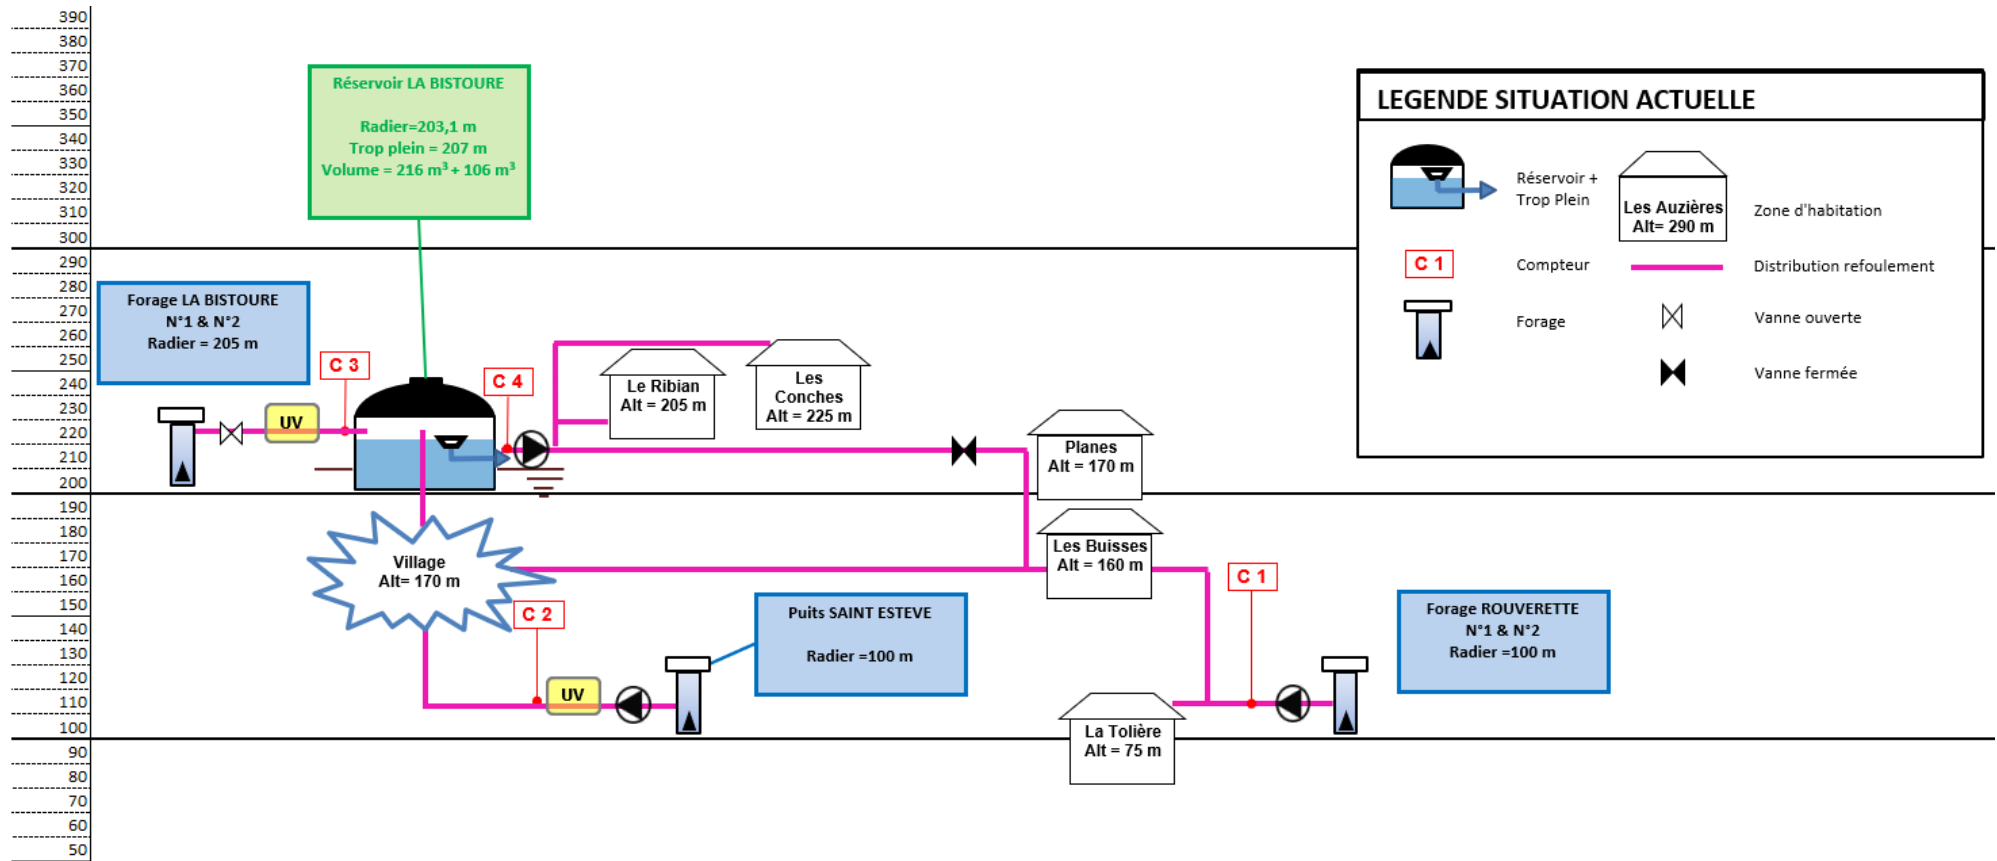 390
380
370
360
350
340
330
320
310
300
290
280
270
260
250
240
230
220
210
200
190
180
170
160
150
140
130
120
110
100
90
80
70
60
50
Réservoir LA BISTOURE
Radier=203,1 m
Trop plein = 207 m
Volume = 216 m³ + 106 m³
Forage LA BISTOURE
N°1 & N°2
Radier = 205 m
C 3
UV
C 4
Le Ribian
Alt = 205 m
Les
Conches
Alt = 225 m
Planes
Alt = 170 m
Les Buisses
Alt = 160 m
Village
Alt= 170 m
C 2
UV
Puits SAINT ESTEVE
Radier =100 m
C 1
Forage ROUVERETTE
N°1 & N°2
Radier =100 m
La Tolière
Alt = 75 m
LEGENDE SITUATION ACTUELLE
Réservoir +
Trop Plein
Les Auzières
Alt= 290 m
Zone d'habitation
C 1
Compteur
Distribution refoulement
Forage
Vanne ouverte
Vanne fermée